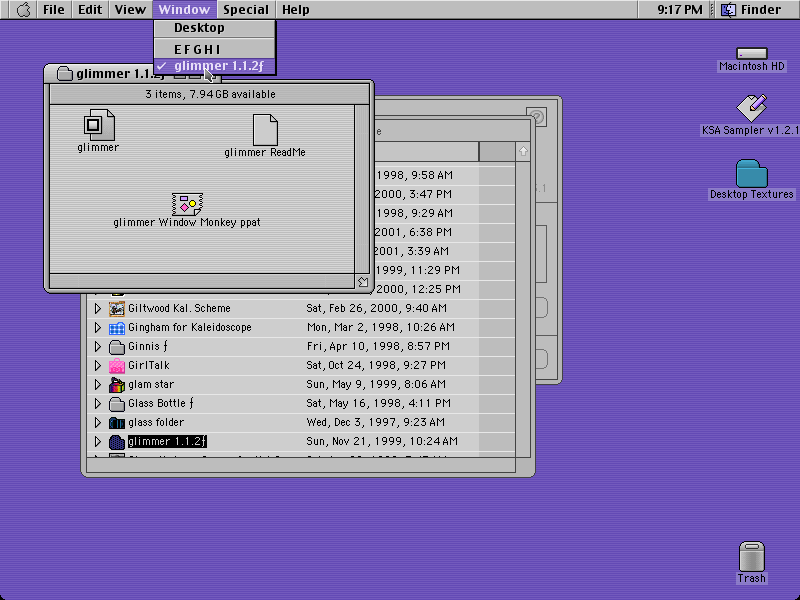 File Edit View Window Special Help 9:17 PM Finder
Desktop
E F G H I
✓ glimmer 1.1.2ƒ
glimmer 1.1.2ƒ
3 items, 7.94 GB available
glimmer
glimmer ReadMe
glimmer Window Monkey ppat
Macintosh HD
KSA Sampler v1.2.1
Desktop Textures
Trash
e
3.1
1998, 9:58 AM
2000, 3:47 PM
1998, 9:29 AM
2001, 6:38 PM
2001, 3:39 AM
1999, 11:29 PM
2000, 12:25 PM
Giltwood Kal. Scheme Sat, Feb 26, 2000, 9:40 AM
Gingham for Kaleidoscope Mon, Mar 2, 1998, 10:26 AM
Ginnis ƒ Fri, Apr 10, 1998, 8:57 PM
GirlTalk Sat, Oct 24, 1998, 9:27 PM
glam star Sun, May 9, 1999, 8:06 AM
Glass Bottle ƒ Sat, May 16, 1998, 4:11 PM
glass folder Wed, Dec 3, 1997, 9:23 AM
glimmer 1.1.2ƒ Sun, Nov 21, 1999, 10:24 AM